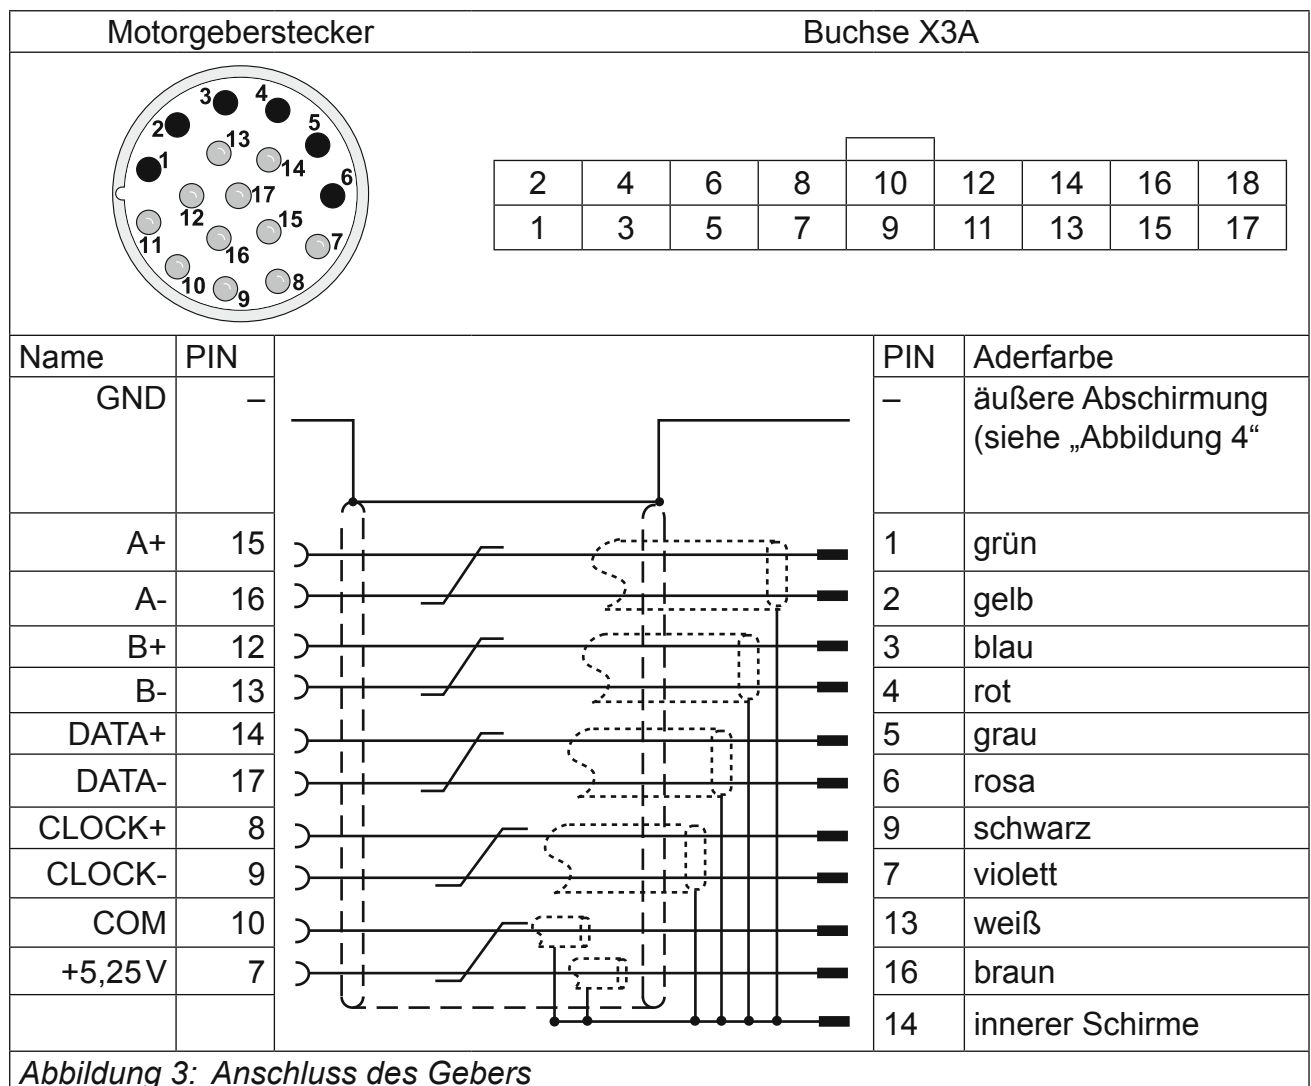 Motorgeberstecker Buchse X3A
1 2 3 4 5 6 7 8 9 10 11 12 13 14 15 16 17
2 4 6 8 10 12 14 16 18
1 3 5 7 9 11 13 15 17
Name PIN PIN Aderfarbe
GND – – äußere Abschirmung
(siehe „Abbildung 4“
A+ 15 1 grün
A- 16 2 gelb
B+ 12 3 blau
B- 13 4 rot
DATA+ 14 5 grau
DATA- 17 6 rosa
CLOCK+ 8 9 schwarz
CLOCK- 9 7 violett
COM 10 13 weiß
+5,25 V 7 16 braun
14 innerer Schirme
Abbildung 3: Anschluss des Gebers